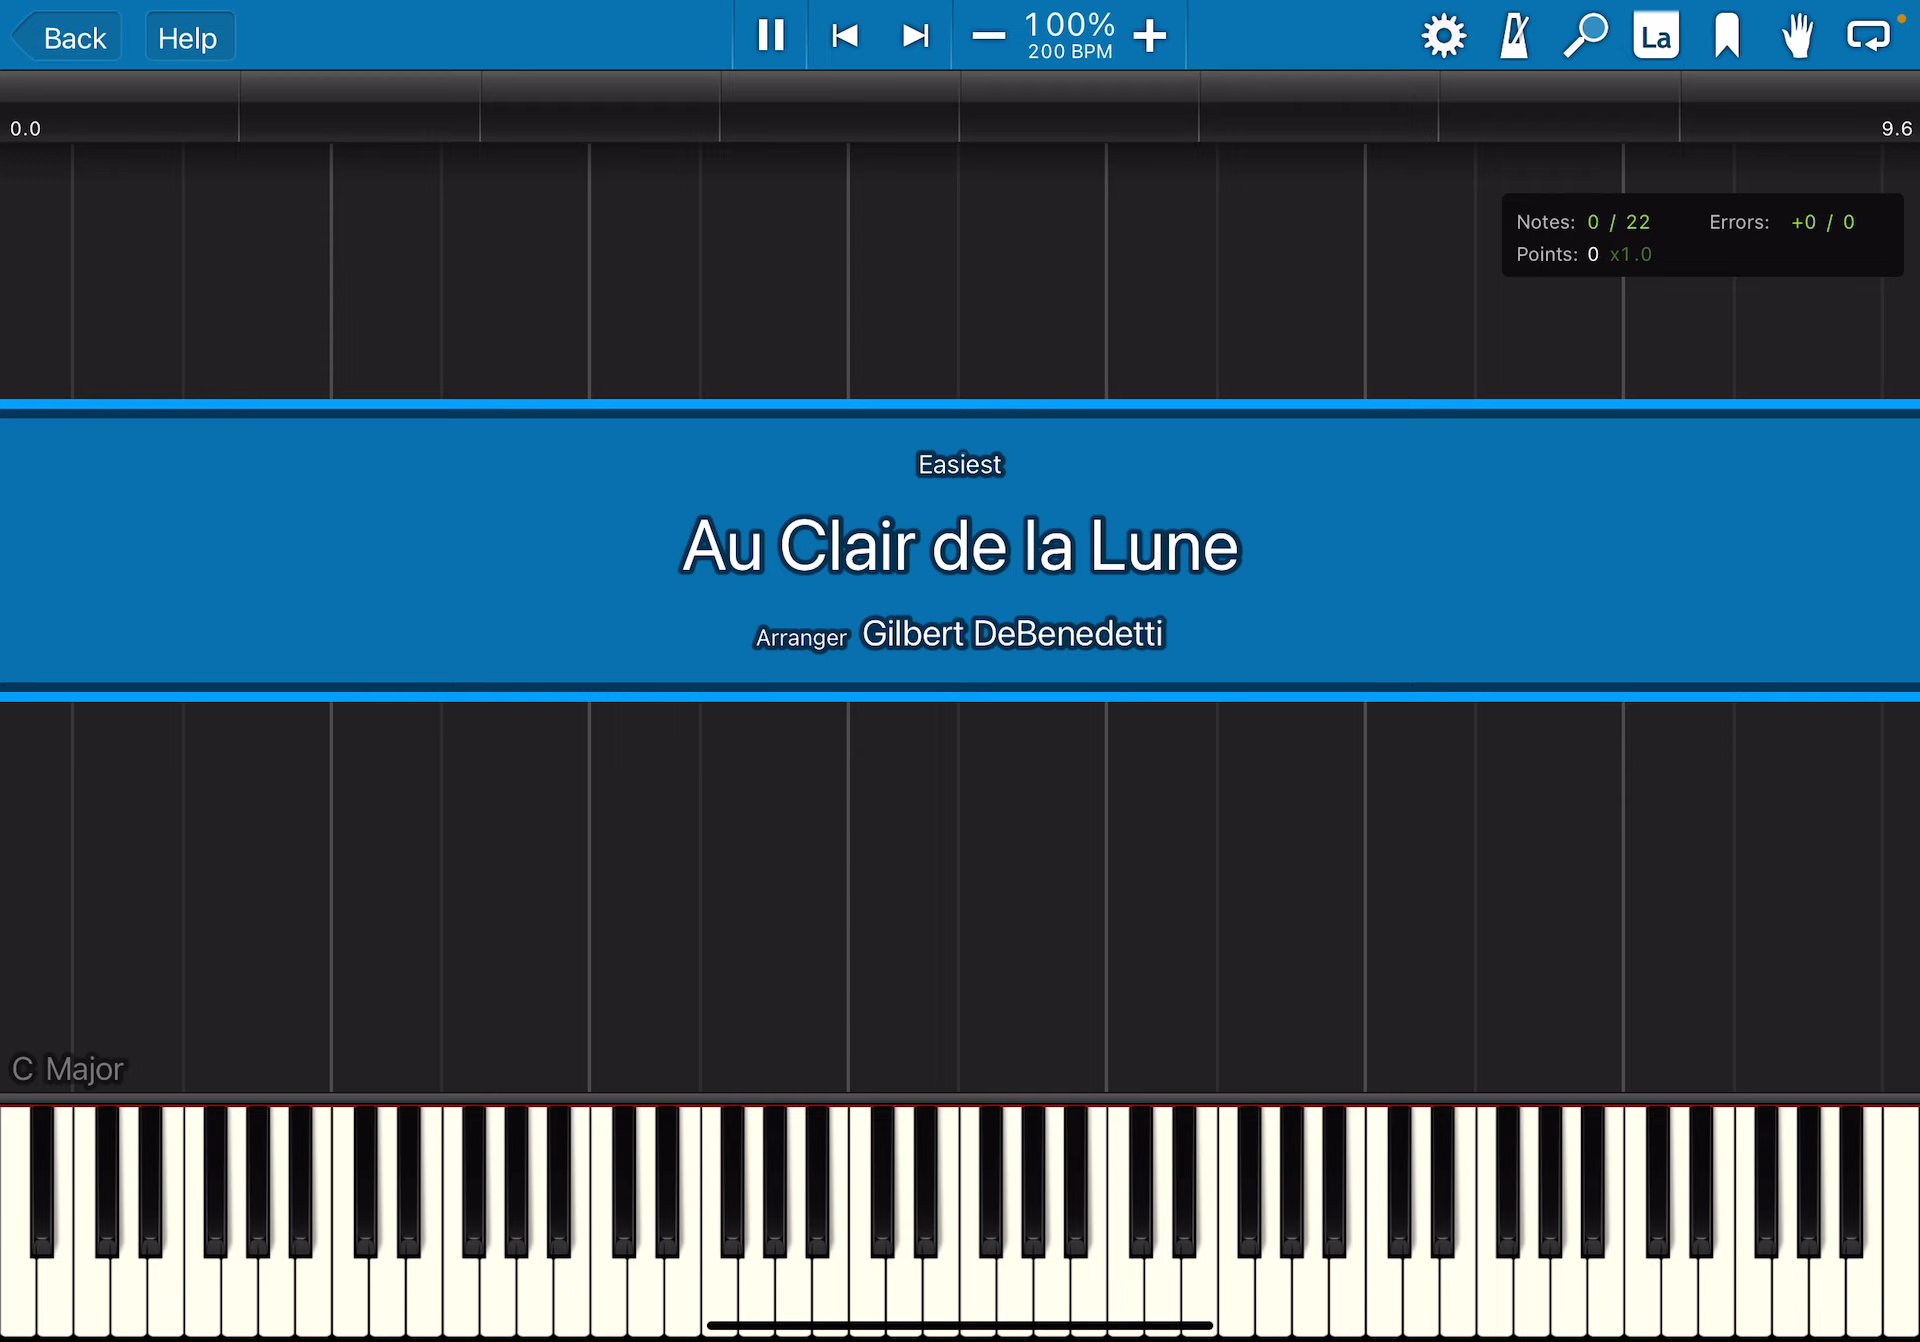 Back Help 100% La
200 BPM
0.0 9.6
Notes: 0 / 22 Errors: +0 / 0
Points: 0 x1.0
Easiest
Au Clair de la Lune
Arranger Gilbert DeBenedetti
C Major